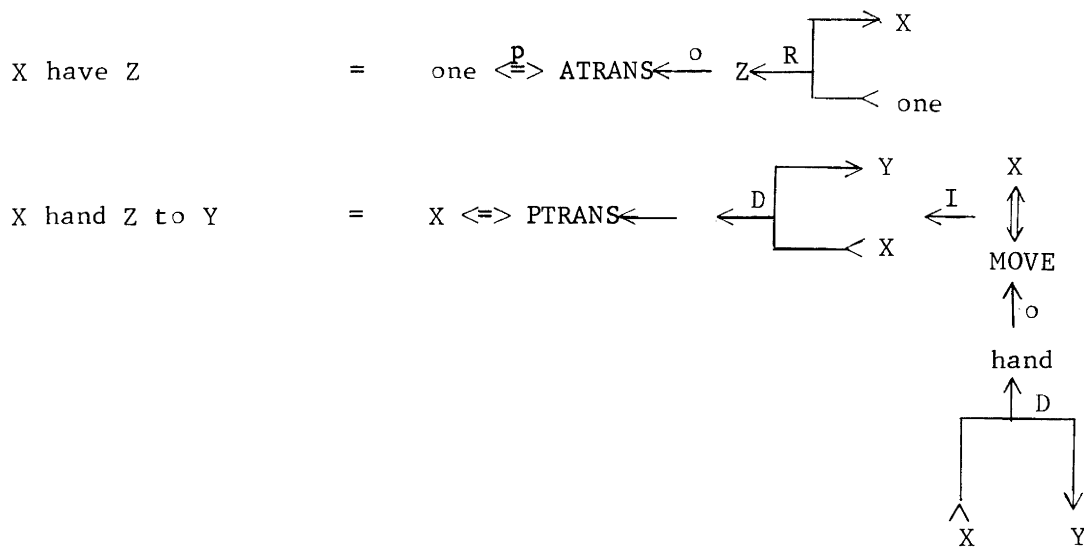 X
p o R
X have Z = one <=> ATRANS Z
one
Y X
D I
X hand Z to Y = X <=> PTRANS
X
MOVE
o
hand
D
X Y